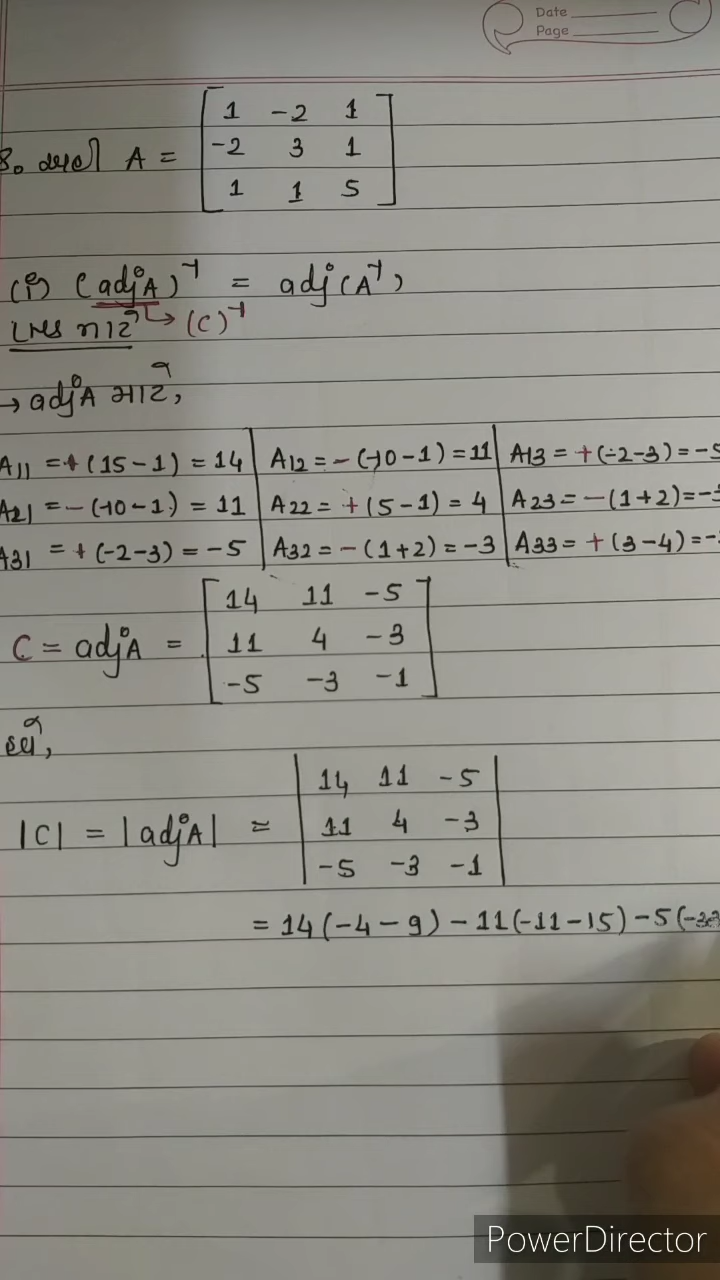 Date
Page
8. અહીં A = [ 1 -2 1
-2 3 1
1 1 5 ]
(i) (adjA)⁻¹ = adj(A⁻¹)
→ (C)⁻¹
→ adjA માટે,
A11 = +(15-1) = 14 | A12 = -(-10-1) = 11 | A13 = +(-2-3) = -5
A21 = -(-10-1) = 11 | A22 = +(5-1) = 4 | A23 = -(1+2) = -3
A31 = +(-2-3) = -5 | A32 = -(1+2) = -3 | A33 = +(3-4) = -
C = adjA = [ 14 11 -5
11 4 -3
-5 -3 -1 ]
હવે,
|C| = |adjA| = | 14 11 -5
11 4 -3
-5 -3 -1 |
= 14(-4-9) - 11(-11-15) - 5(-33
PowerDirector